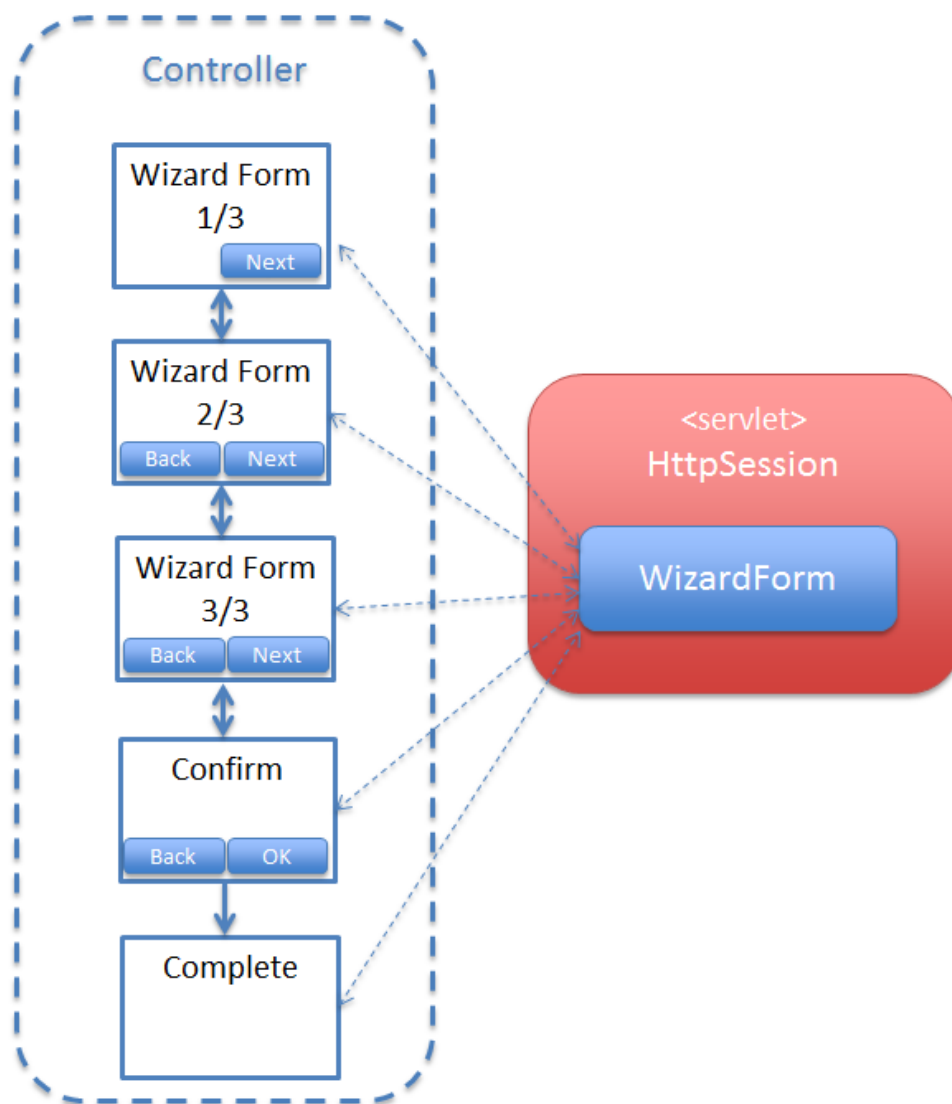 Controller
Wizard Form
1/3
Next
Wizard Form
2/3
Back Next
Wizard Form
3/3
Back Next
Confirm
Back OK
Complete
<servlet>
HttpSession
WizardForm